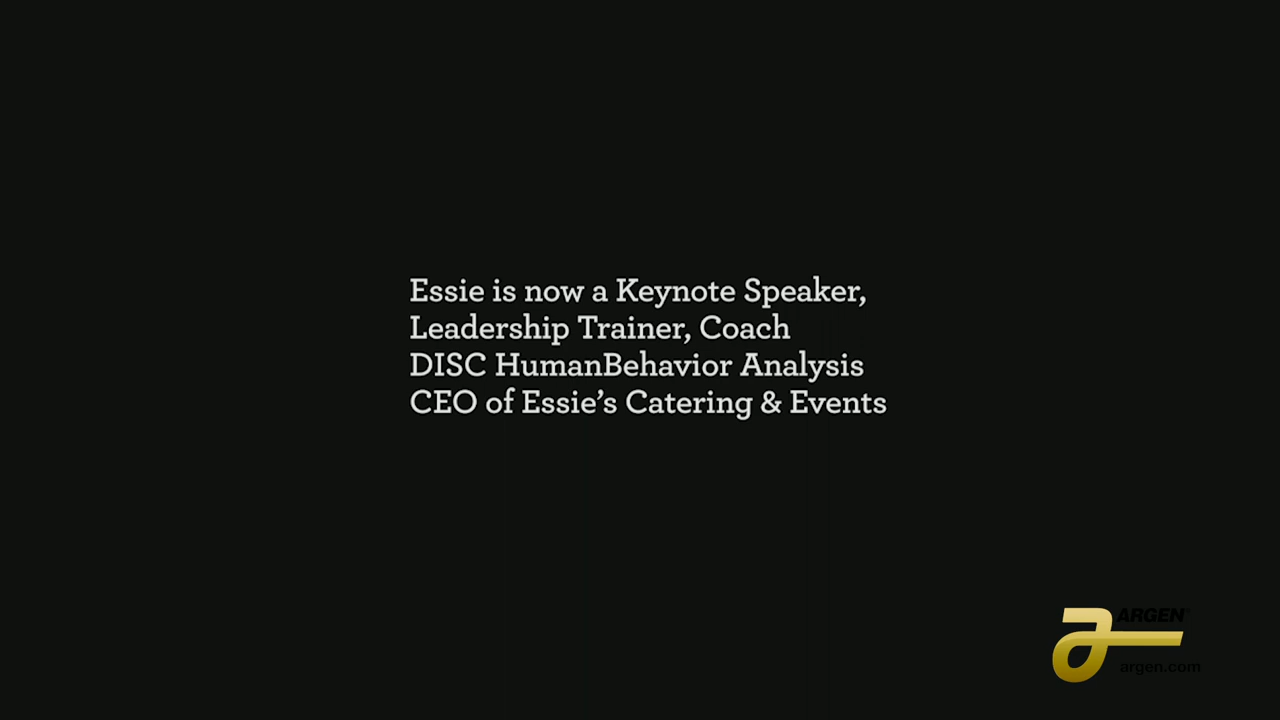 Essie is now a Keynote Speaker,
Leadership Trainer, Coach
DISC HumanBehavior Analysis
CEO of Essie’s Catering & Events
ARGEN
argen.com